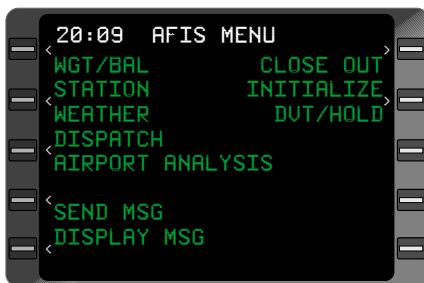 20:09 AFIS MENU
WGT/BAL CLOSE OUT
STATION INITIALIZE
WEATHER DVT/HOLD
DISPATCH
AIRPORT ANALYSIS
SEND MSG
DISPLAY MSG